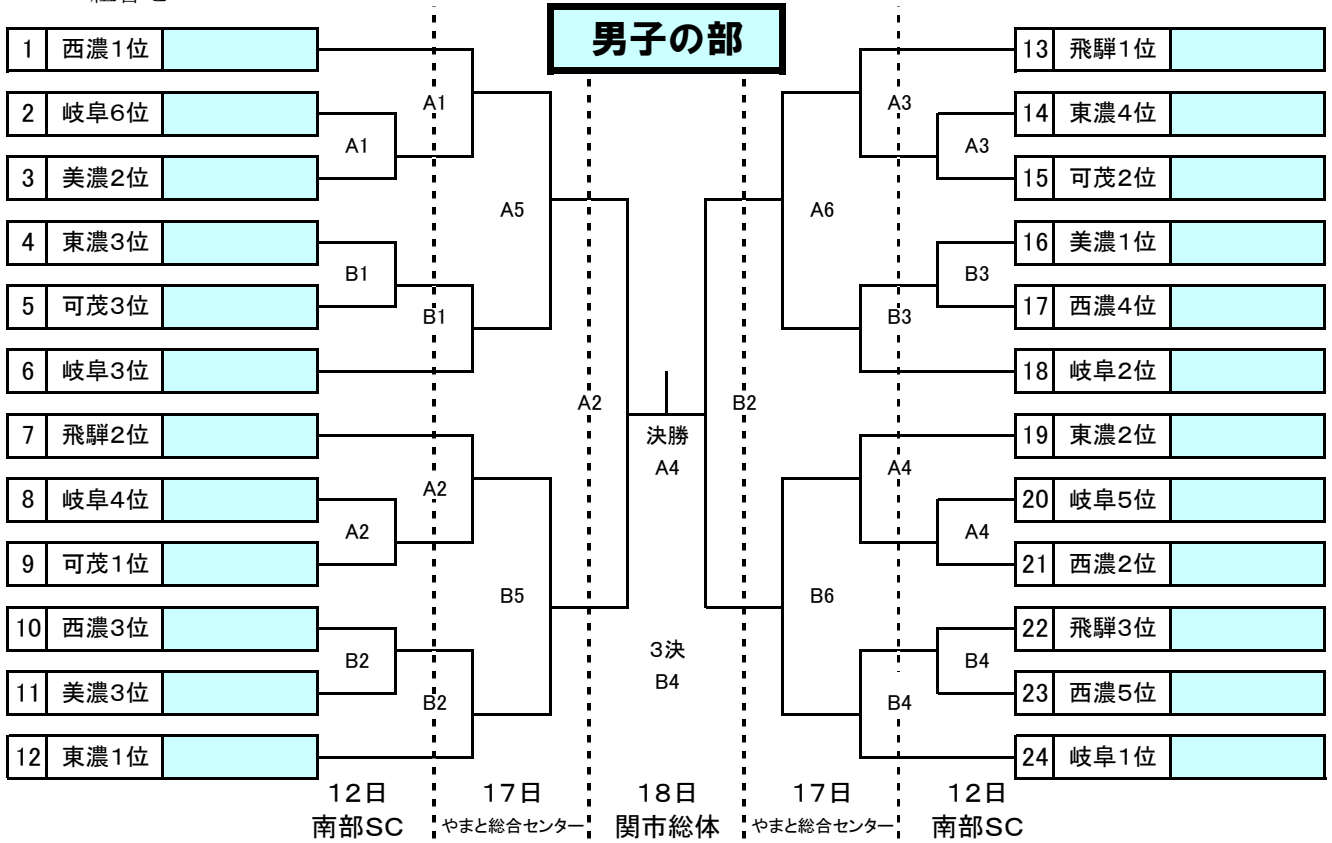 男子の部
1 西濃1位
2 岐阜6位
3 美濃2位
4 東濃3位
5 可茂3位
6 岐阜3位
7 飛騨2位
8 岐阜4位
9 可茂1位
10 西濃3位
11 美濃3位
12 東濃1位
A1
B1
A2
B2
A1
B1
A2
B2
A5
B5
A2
決勝
A4
3決
B4
B2
A6
B6
A3
B3
A4
B4
A3
B3
A4
B4
13 飛騨1位
14 東濃4位
15 可茂2位
16 美濃1位
17 西濃4位
18 岐阜2位
19 東濃2位
20 岐阜5位
21 西濃2位
22 飛騨3位
23 西濃5位
24 岐阜1位
12日 17日 18日 17日 12日
南部SC やまと総合センター 関市総体 やまと総合センター 南部SC